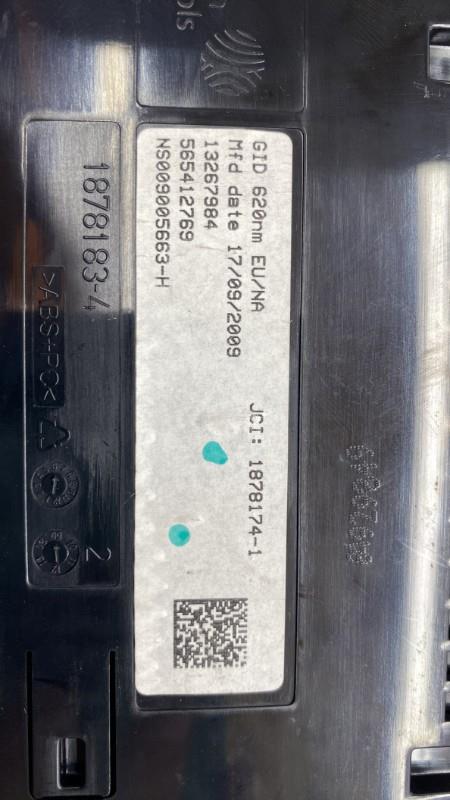 GID 620nm EU/NA
JCI: 1878174-1
Mfd date 17/09/2009
13267984
565412769
NS009005663-H
1878183-4
>ABS+PC<
2